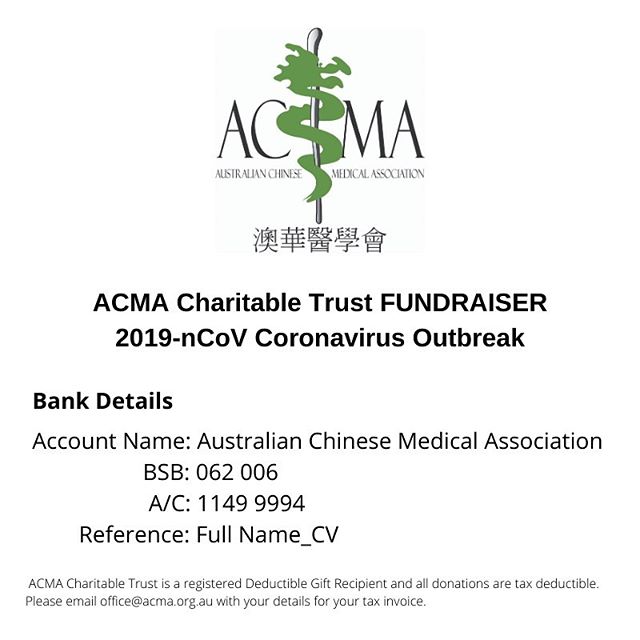 ACMA
AUSTRALIAN CHINESE MEDICAL ASSOCIATION
澳華醫學會
ACMA Charitable Trust FUNDRAISER
2019-nCoV Coronavirus Outbreak
Bank Details
Account Name: Australian Chinese Medical Association
BSB: 062 006
A/C: 1149 9994
Reference: Full Name_CV
ACMA Charitable Trust is a registered Deductible Gift Recipient and all donations are tax deductible.
Please email office@acma.org.au with your details for your tax invoice.